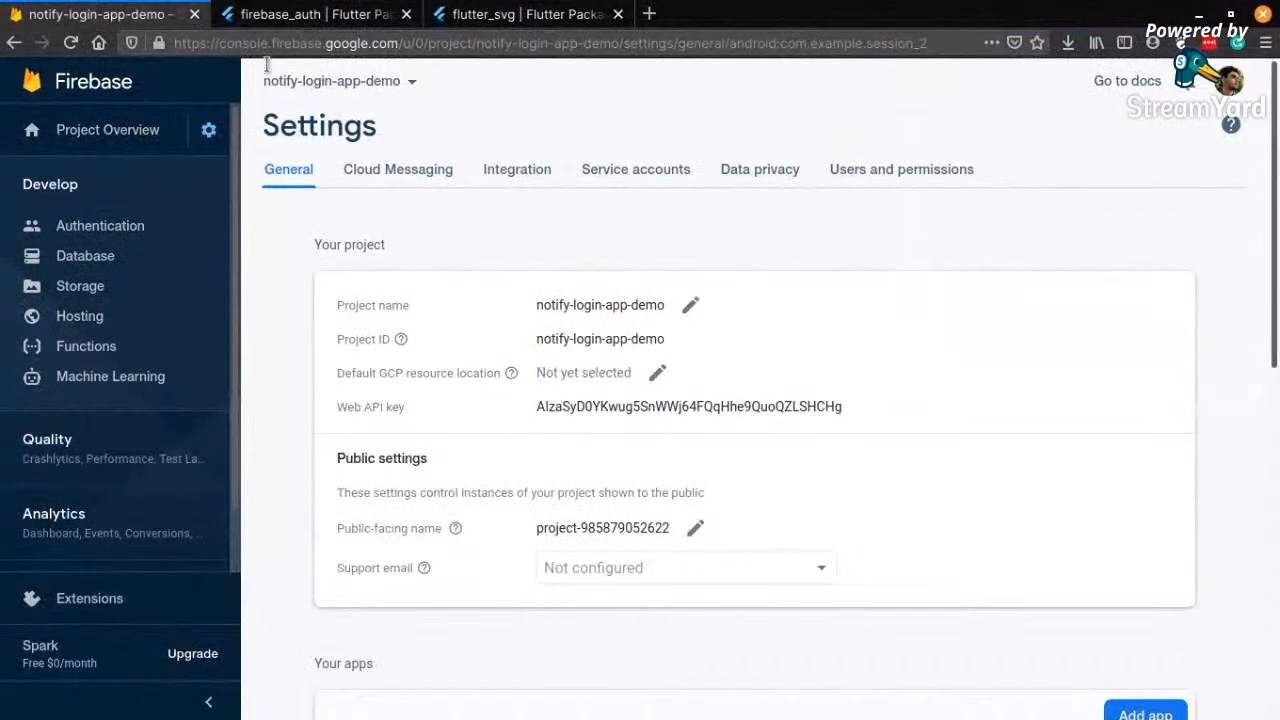 notify-login-app-demo –
firebase_auth | Flutter Pac
flutter_svg | Flutter Packa
https://console.firebase.google.com/u/0/project/notify-login-app-demo/settings/general/android:com.example.session_2
Powered by
StreamYard
Firebase
notify-login-app-demo
Go to docs
Project Overview
Settings
General
Cloud Messaging
Integration
Service accounts
Data privacy
Users and permissions
Develop
Authentication
Database
Storage
Hosting
Functions
Machine Learning
Quality
Crashlytics, Performance, Test La...
Analytics
Dashboard, Events, Conversions, ...
Extensions
Spark
Free $0/month
Upgrade
Your project
Project name
notify-login-app-demo
Project ID
notify-login-app-demo
Default GCP resource location
Not yet selected
Web API key
AIzaSyD0YKwug5SnWWj64FQqHhe9QuoQZLSHCHg
Public settings
These settings control instances of your project shown to the public
Public-facing name
project-985879052622
Support email
Not configured
Your apps
Add app